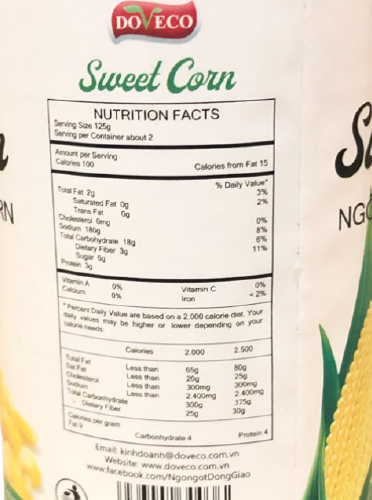 DOVECO
Sweet Corn
NUTRITION FACTS
Serving Size 125g
Serving per Container about 2
Amount per Serving
Calories 100 Calories from Fat 15
% Daily Value*
Total Fat 2g 3%
Saturated Fat 0g 2%
Trans Fat 0g
Cholesterol 0mg 0%
Sodium 180g 8%
Total Carbohydrate 18g 6%
Dietary Fiber 3g 11%
Sugar 6g
Protein 3g
Vitamin A 0% Vitamin C 0%
Calcium 0% Iron < 2%
* Percent Daily Value are based on a 2.000 calorie diet. Your
daily values may be higher or lower depending on your
calorie needs.
Calories 2.000 2.500
Total Fat Less than 65g 80g
Sat Fat Less than 20g 25g
Cholesterol Less than 300mg 300mg
Sodium Less than 2.400mg 2.400mg
Total Carbonhydrate 300g 375g
- Dietary Fiber 25g 30g
Calories per gram
Fat 9 Carbonhydrate 4 Protein 4
Email: kinhdoanh@doveco.com.vn
Website: www.doveco.com.vn
www.facebook.com/NgongotDongGiao
RN
NGÔ